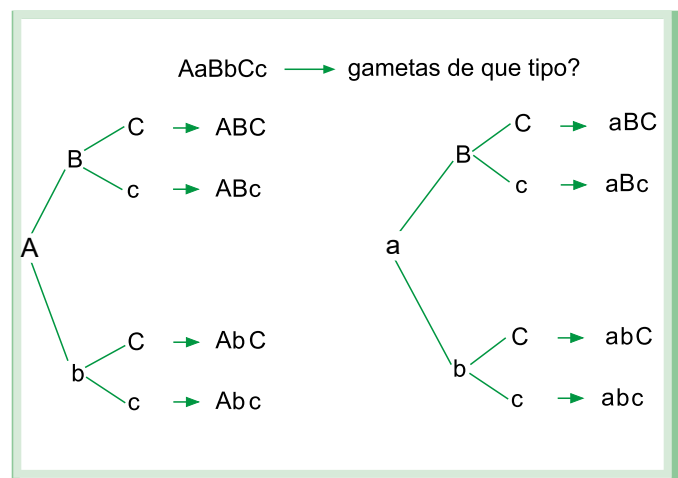 AaBbCc gametas de que tipo?
C ABC
B
c ABc
A
C AbC
b
c Abc
C aBC
B
c aBc
a
C abC
b
c abc